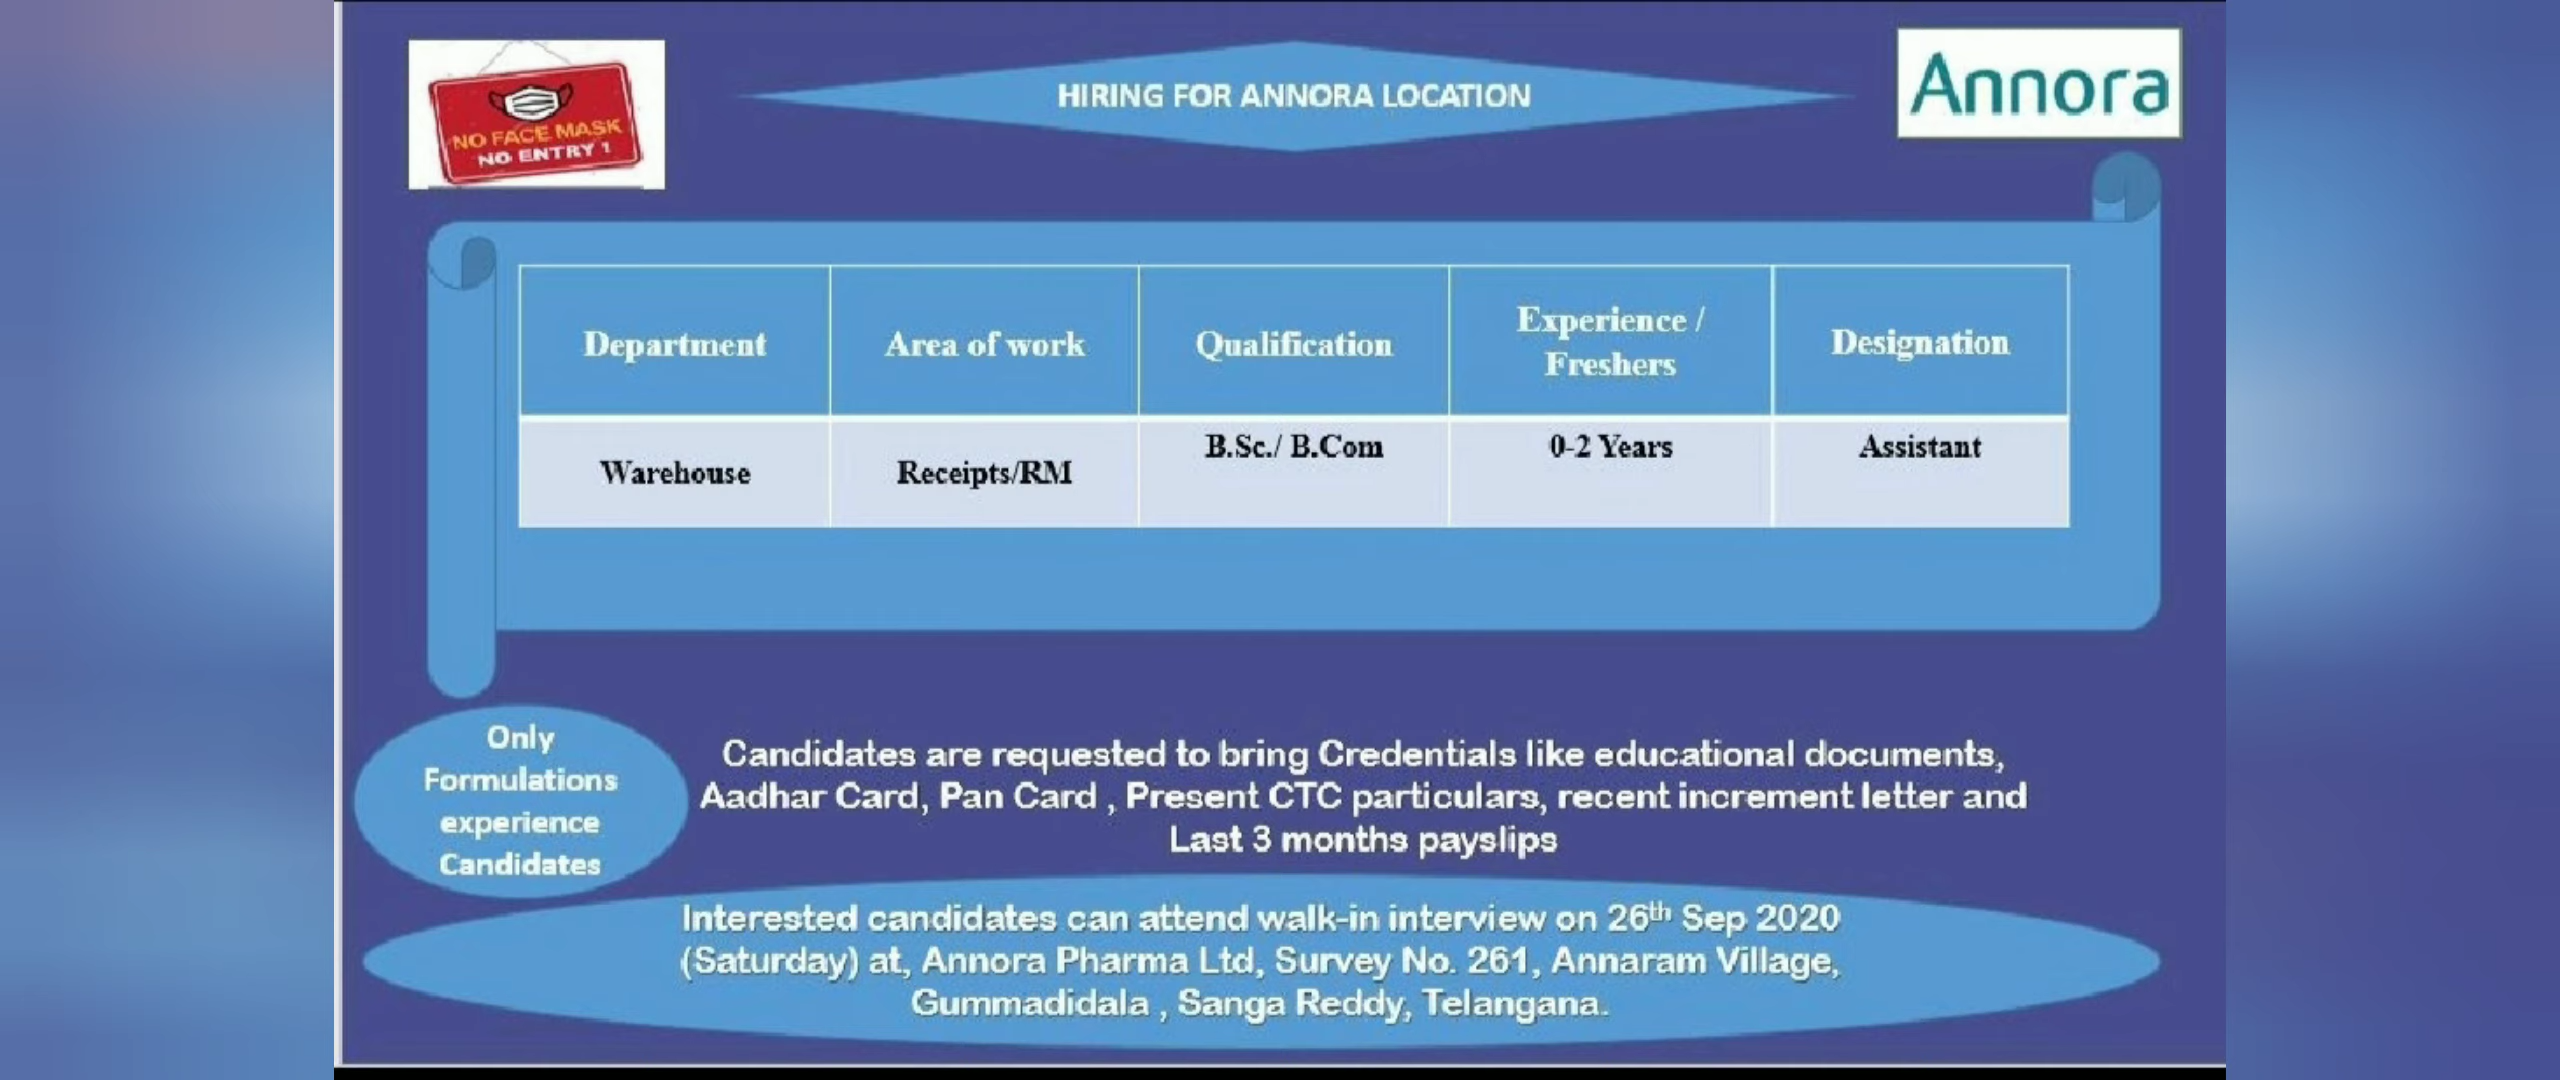 NO FACE MASK
NO ENTRY 1
HIRING FOR ANNORA LOCATION
Annora
Department
Area of work
Qualification
Experience /
Freshers
Designation
Warehouse
Receipts/RM
B.Sc./ B.Com
0-2 Years
Assistant
Only
Formulations
experience
Candidates
Candidates are requested to bring Credentials like educational documents,
Aadhar Card, Pan Card , Present CTC particulars, recent increment letter and
Last 3 months payslips
Interested candidates can attend walk-in interview on 26th Sep 2020
(Saturday) at, Annora Pharma Ltd, Survey No. 261, Annaram Village,
Gummadidala , Sanga Reddy, Telangana.